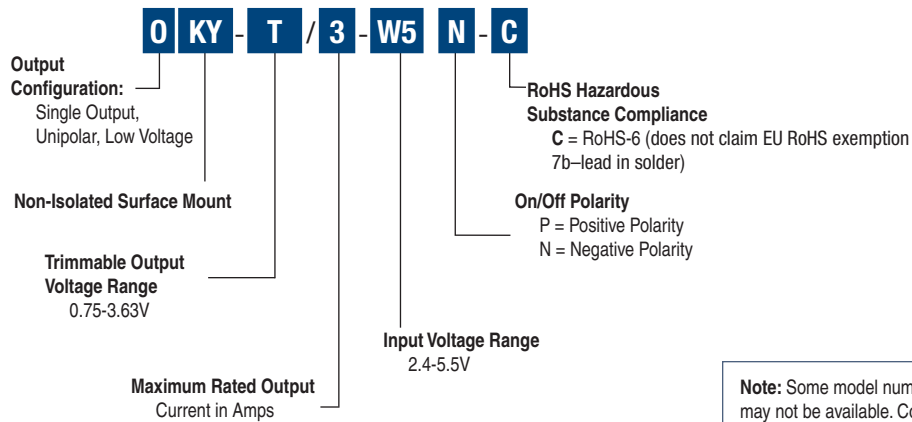 O KY - T / 3 - W5 N - C
Output
Configuration:
Single Output,
Unipolar, Low Voltage
Non-Isolated Surface Mount
Trimmable Output
Voltage Range
0.75-3.63V
Maximum Rated Output
Current in Amps
Input Voltage Range
2.4-5.5V
On/Off Polarity
P = Positive Polarity
N = Negative Polarity
RoHS Hazardous
Substance Compliance
C = RoHS-6 (does not claim EU RoHS exemption
7b–lead in solder)
Note: Some model num
may not be available. Co